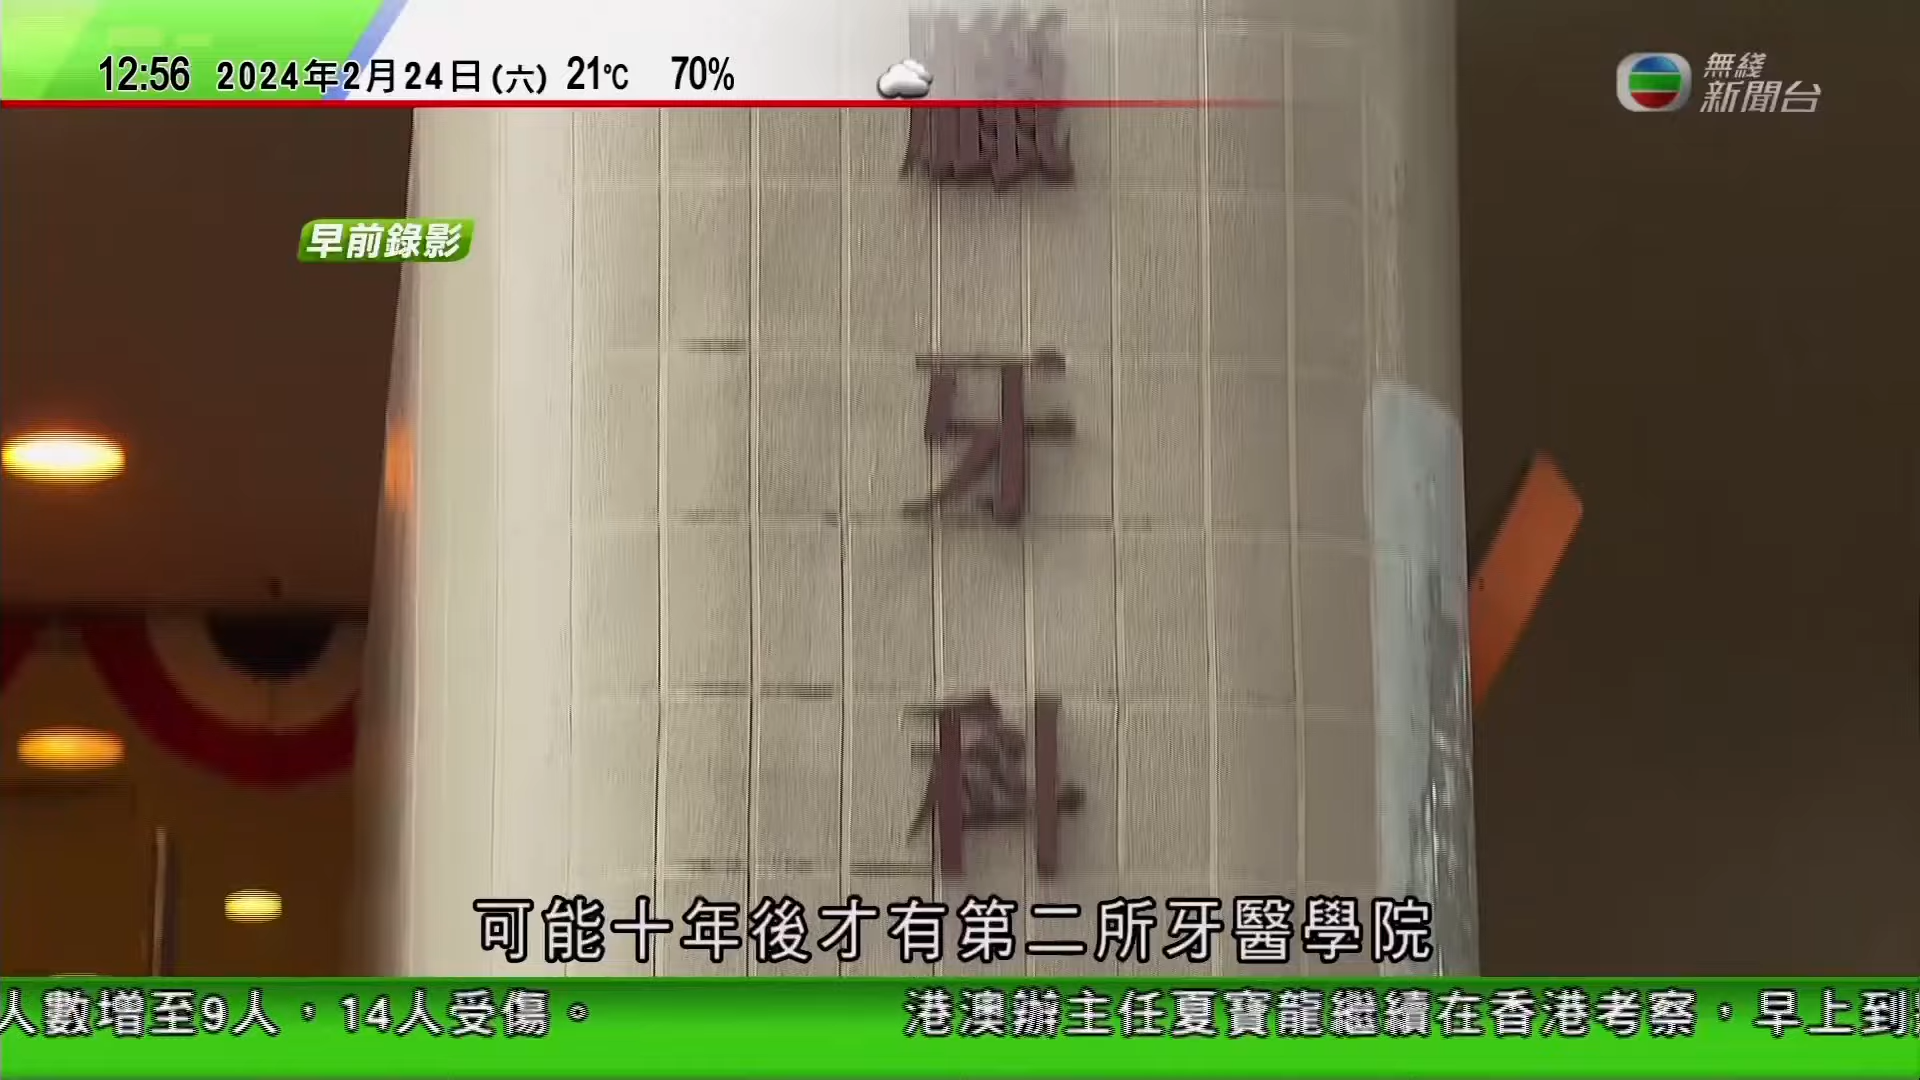 12:56 2024年2月24日(六) 21℃ 70%
無綫
新聞台
早前錄影
牙
科
可能十年後才有第二所牙醫學院
人數增至9人，14人受傷。 港澳辦主任夏寶龍繼續在香港考察，早上到